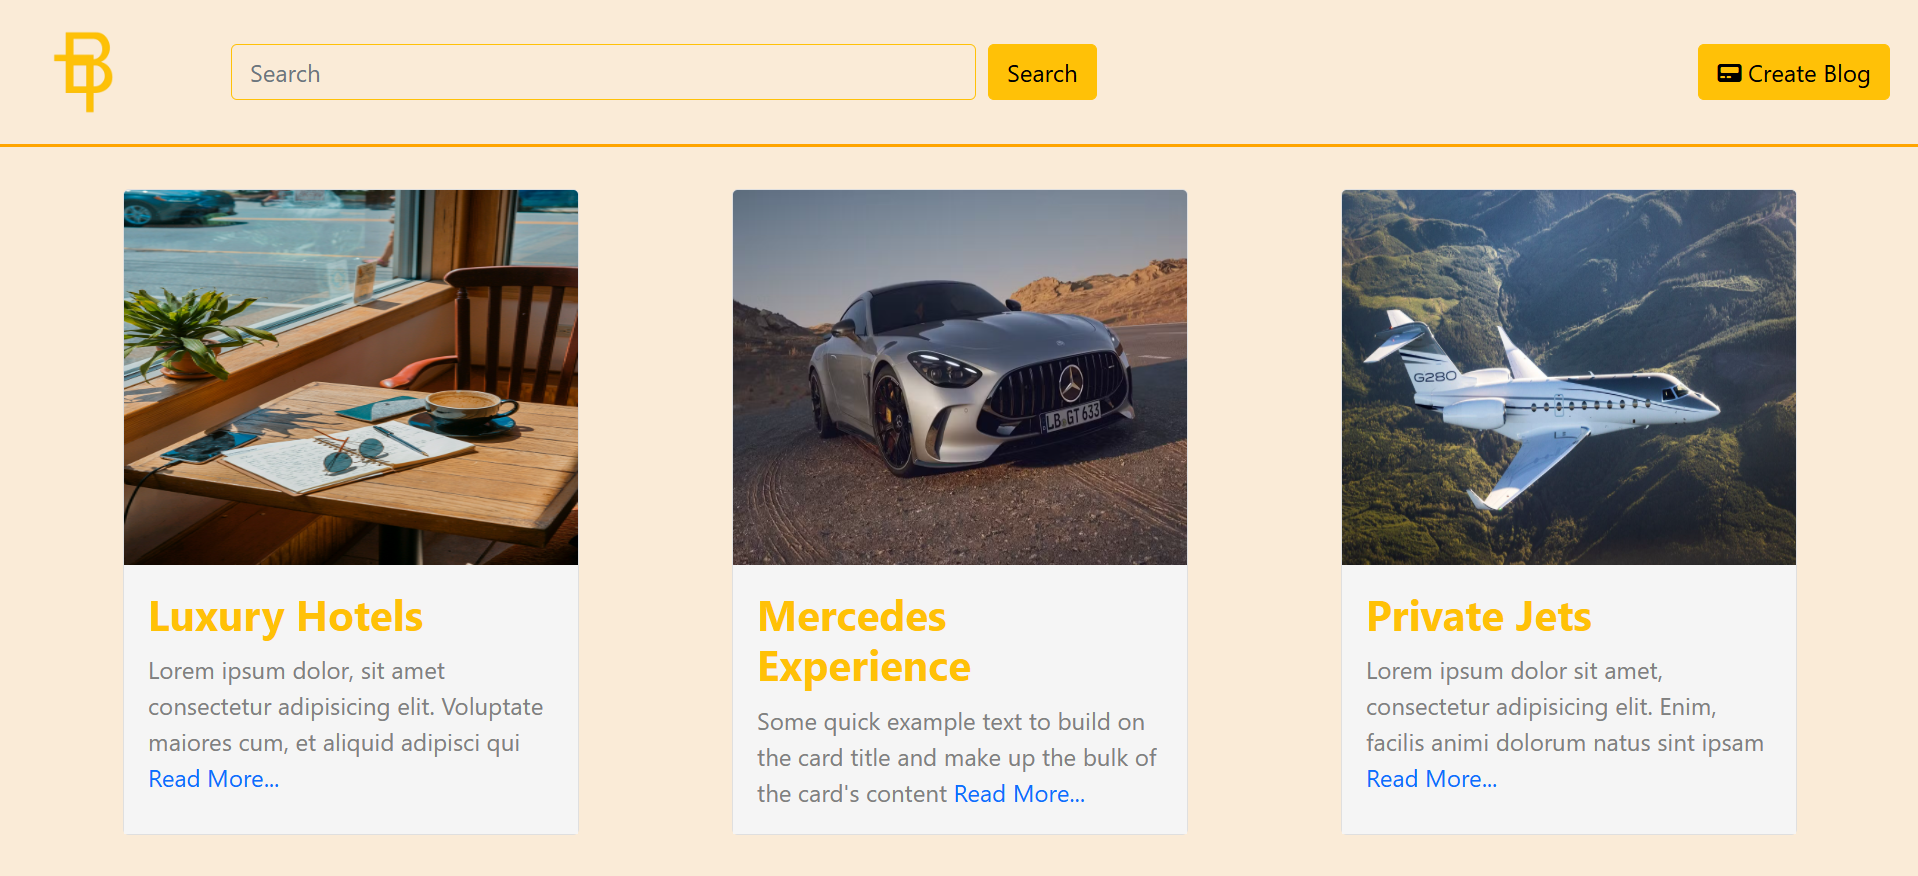 Search
Search
Create Blog
G280
LB GT 633
Luxury Hotels
Lorem ipsum dolor, sit amet
consectetur adipisicing elit. Voluptate
maiores cum, et aliquid adipisci qui
Read More...
Mercedes
Experience
Some quick example text to build on
the card title and make up the bulk of
the card's content Read More...
Private Jets
Lorem ipsum dolor sit amet,
consectetur adipisicing elit. Enim,
facilis animi dolorum natus sint ipsam
Read More...